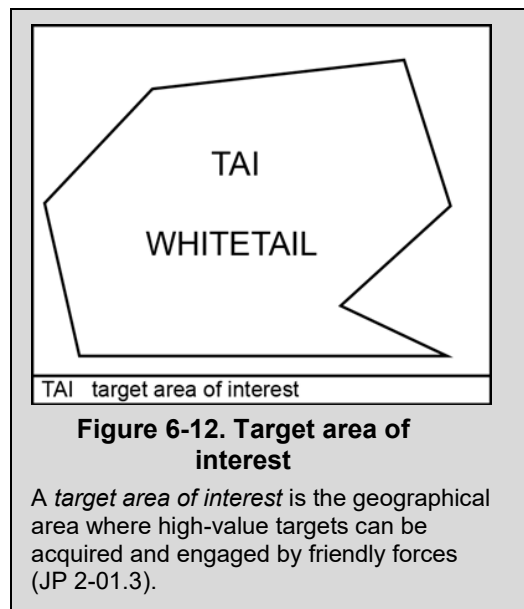 TAI
WHITETAIL
TAI target area of interest
Figure 6-12. Target area of
interest
A target area of interest is the geographical
area where high-value targets can be
acquired and engaged by friendly forces
(JP 2-01.3).